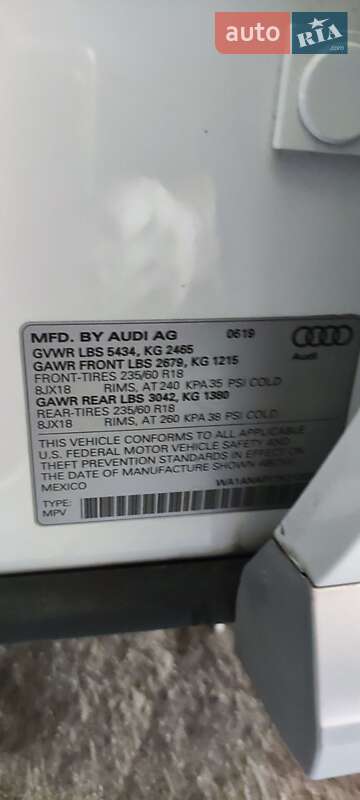 auto RIA
.com
MFD. BY AUDI AG 0619
GVWR LBS 5434, KG 2465
GAWR FRONT LBS 2679, KG 1215
FRONT-TIRES 235/60 R18
8JX18 RIMS, AT 240 KPA 35 PSI COLD
GAWR REAR LBS 3042, KG 1380
REAR-TIRES 235/60 R18
8JX18 RIMS, AT 260 KPA 38 PSI COLD
Audi
THIS VEHICLE CONFORMS TO ALL APPLICABLE
U.S. FEDERAL MOTOR VEHICLE SAFETY AND
THEFT PREVENTION STANDARDS IN EFFECT ON
THE DATE OF MANUFACTURE SHOWN ABOVE.
MEXICO
TYPE:
MPV